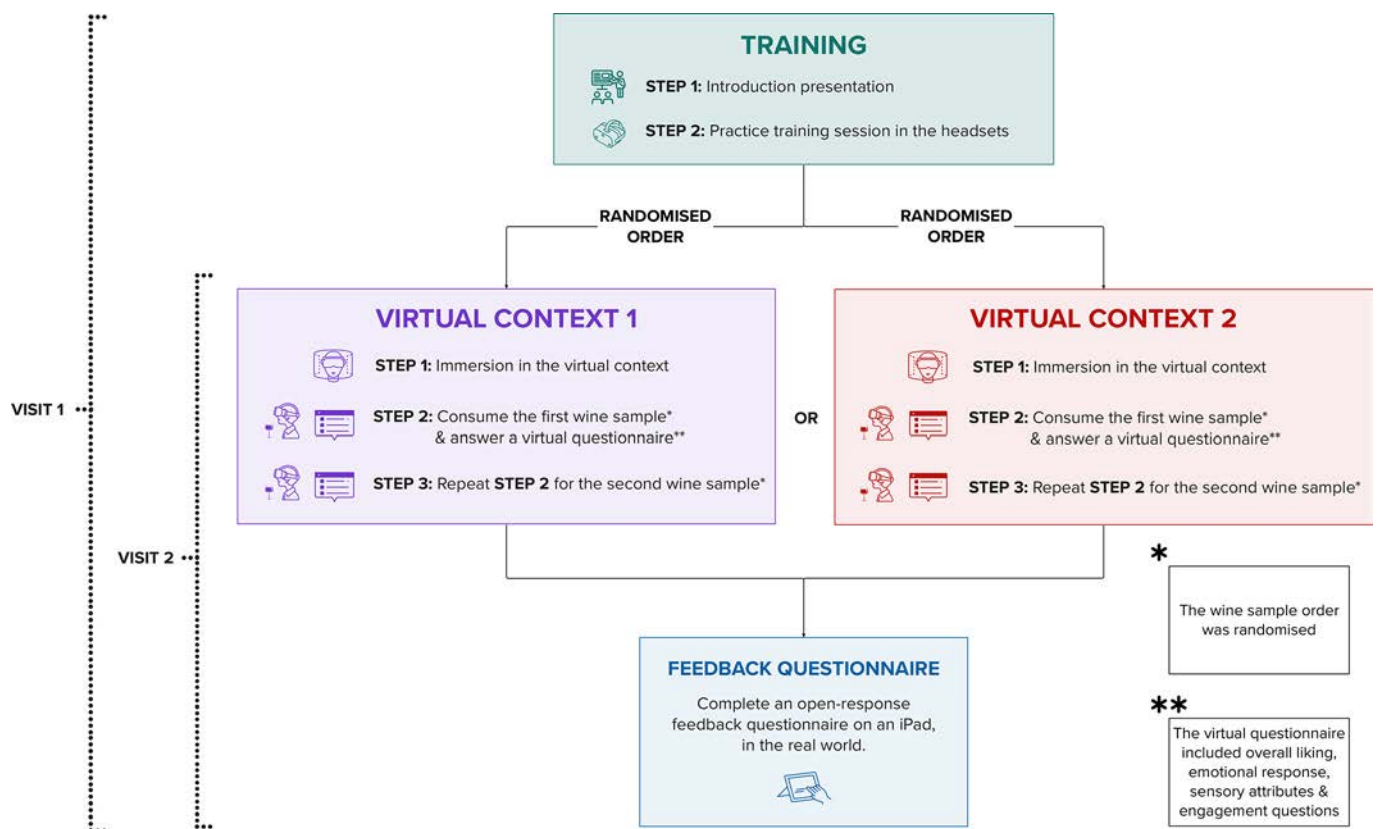 TRAINING
STEP 1: Introduction presentation
STEP 2: Practice training session in the headsets
RANDOMISED
ORDER
RANDOMISED
ORDER
VISIT 1
VISIT 2
VIRTUAL CONTEXT 1
STEP 1: Immersion in the virtual context
STEP 2: Consume the first wine sample*
& answer a virtual questionnaire**
STEP 3: Repeat STEP 2 for the second wine sample*
OR
VIRTUAL CONTEXT 2
STEP 1: Immersion in the virtual context
STEP 2: Consume the first wine sample*
& answer a virtual questionnaire**
STEP 3: Repeat STEP 2 for the second wine sample*
FEEDBACK QUESTIONNAIRE
Complete an open-response
feedback questionnaire on an iPad,
in the real world.
*
The wine sample order
was randomised
**
The virtual questionnaire
included overall liking,
emotional response,
sensory attributes &
engagement questions